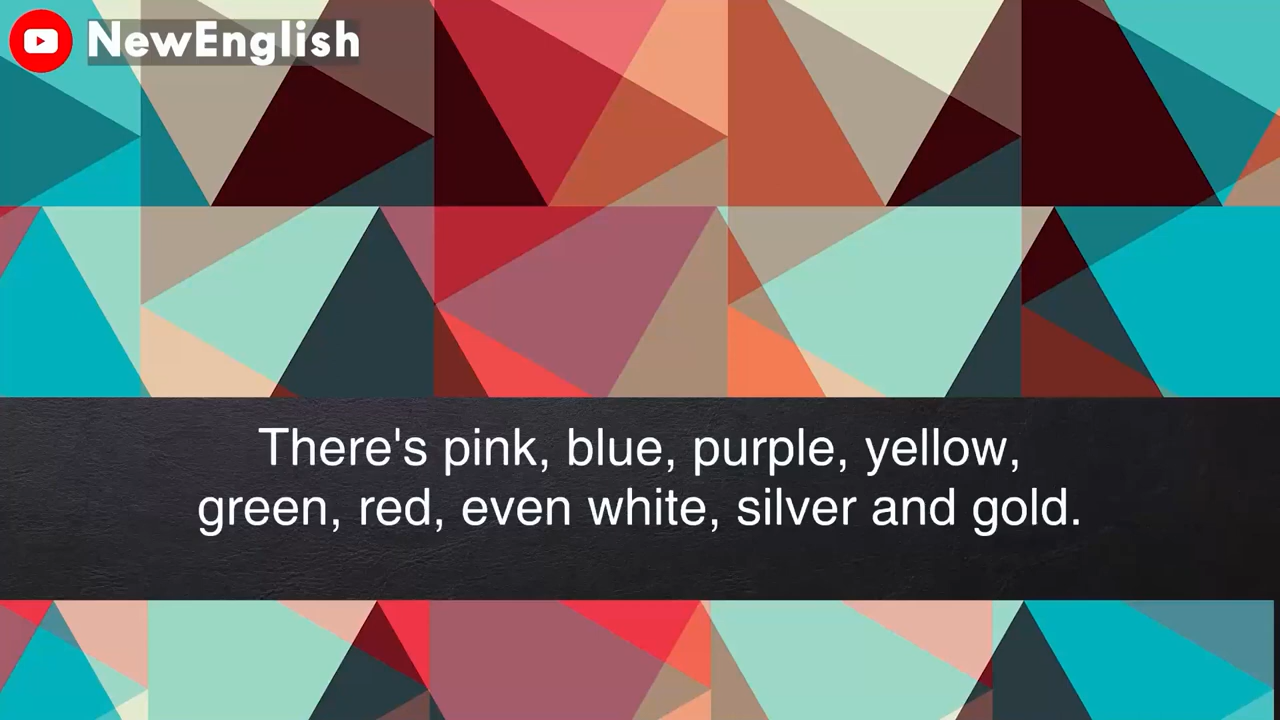 NewEnglish
There's pink, blue, purple, yellow,
green, red, even white, silver and gold.